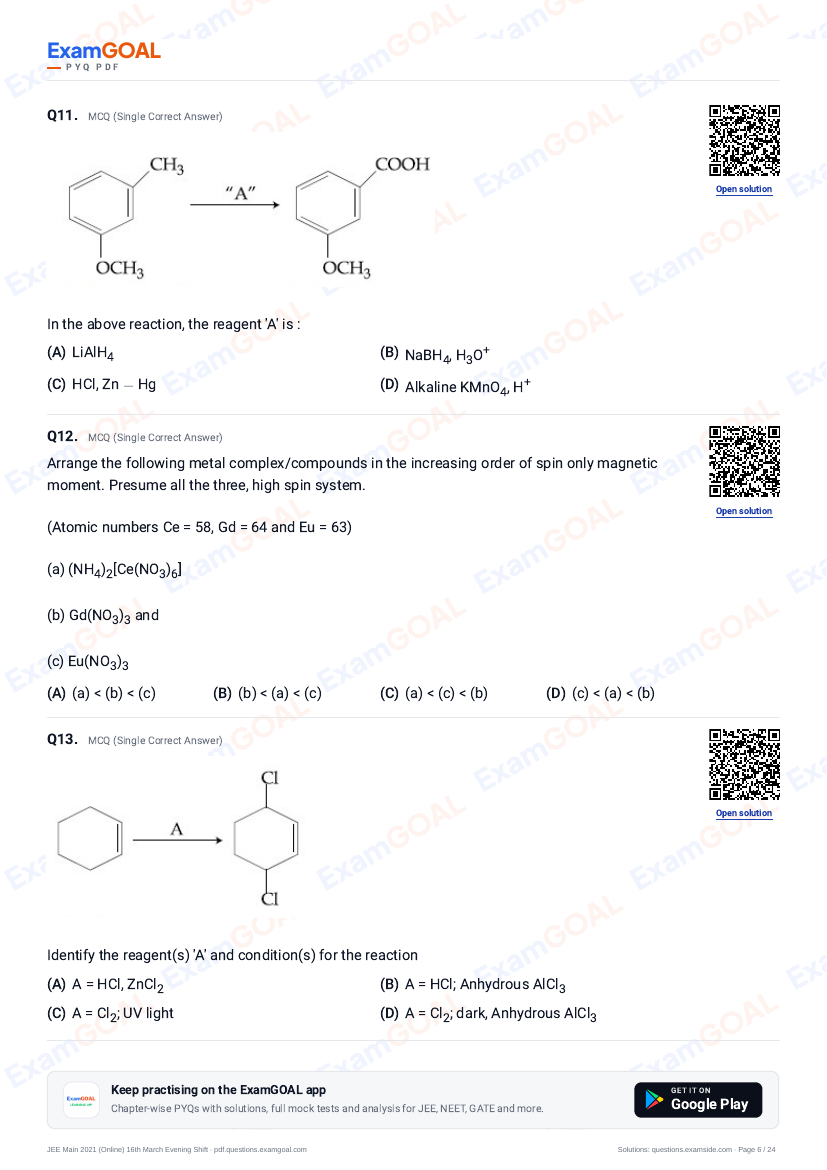 ExamGOAL
PYQ PDF
Q11. MCQ (Single Correct Answer)
Open solution
CH₃
"A"
COOH
OCH₃
OCH₃
In the above reaction, the reagent 'A' is :
(A) LiAlH₄
(B) NaBH₄, H₃O⁺
(C) HCl, Zn – Hg
(D) Alkaline KMnO₄, H⁺
Q12. MCQ (Single Correct Answer)
Open solution
Arrange the following metal complex/compounds in the increasing order of spin only magnetic
moment. Presume all the three, high spin system.
(Atomic numbers Ce = 58, Gd = 64 and Eu = 63)
(a) (NH₄)₂[Ce(NO₃)₆]
(b) Gd(NO₃)₃ and
(c) Eu(NO₃)₃
(A) (a) < (b) < (c)
(B) (b) < (a) < (c)
(C) (a) < (c) < (b)
(D) (c) < (a) < (b)
Q13. MCQ (Single Correct Answer)
Open solution
Cl
A
Cl
Identify the reagent(s) 'A' and condition(s) for the reaction
(A) A = HCl, ZnCl₂
(B) A = HCl; Anhydrous AlCl₃
(C) A = Cl₂; UV light
(D) A = Cl₂; dark, Anhydrous AlCl₃
ExamGOAL
Keep practising on the ExamGOAL app
Chapter-wise PYQs with solutions, full mock tests and analysis for JEE, NEET, GATE and more.
GET IT ON
Google Play
JEE Main 2021 (Online) 16th March Evening Shift · pdf.questions.examgoal.com
Solutions: questions.examside.com · Page 6 / 24